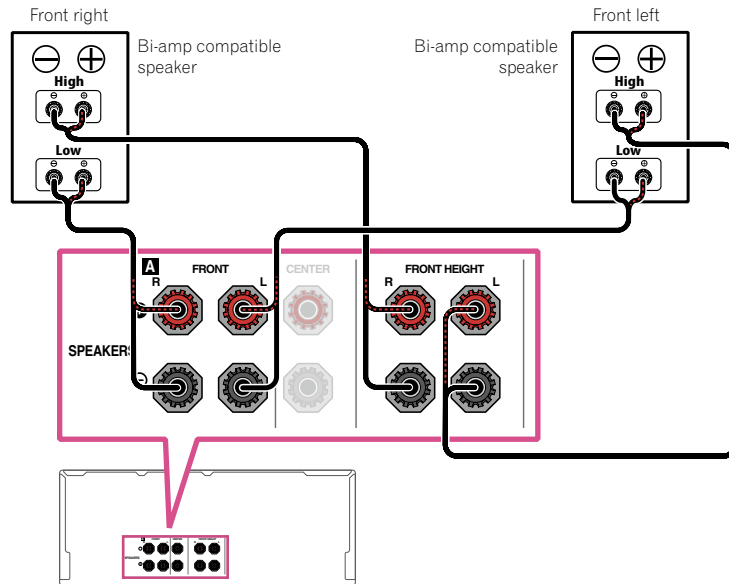 Front right
Front left
Bi-amp compatible
speaker
Bi-amp compatible
speaker
High
Low
High
Low
A
FRONT
CENTER
FRONT HEIGHT
R
L
R
L
SPEAKERS